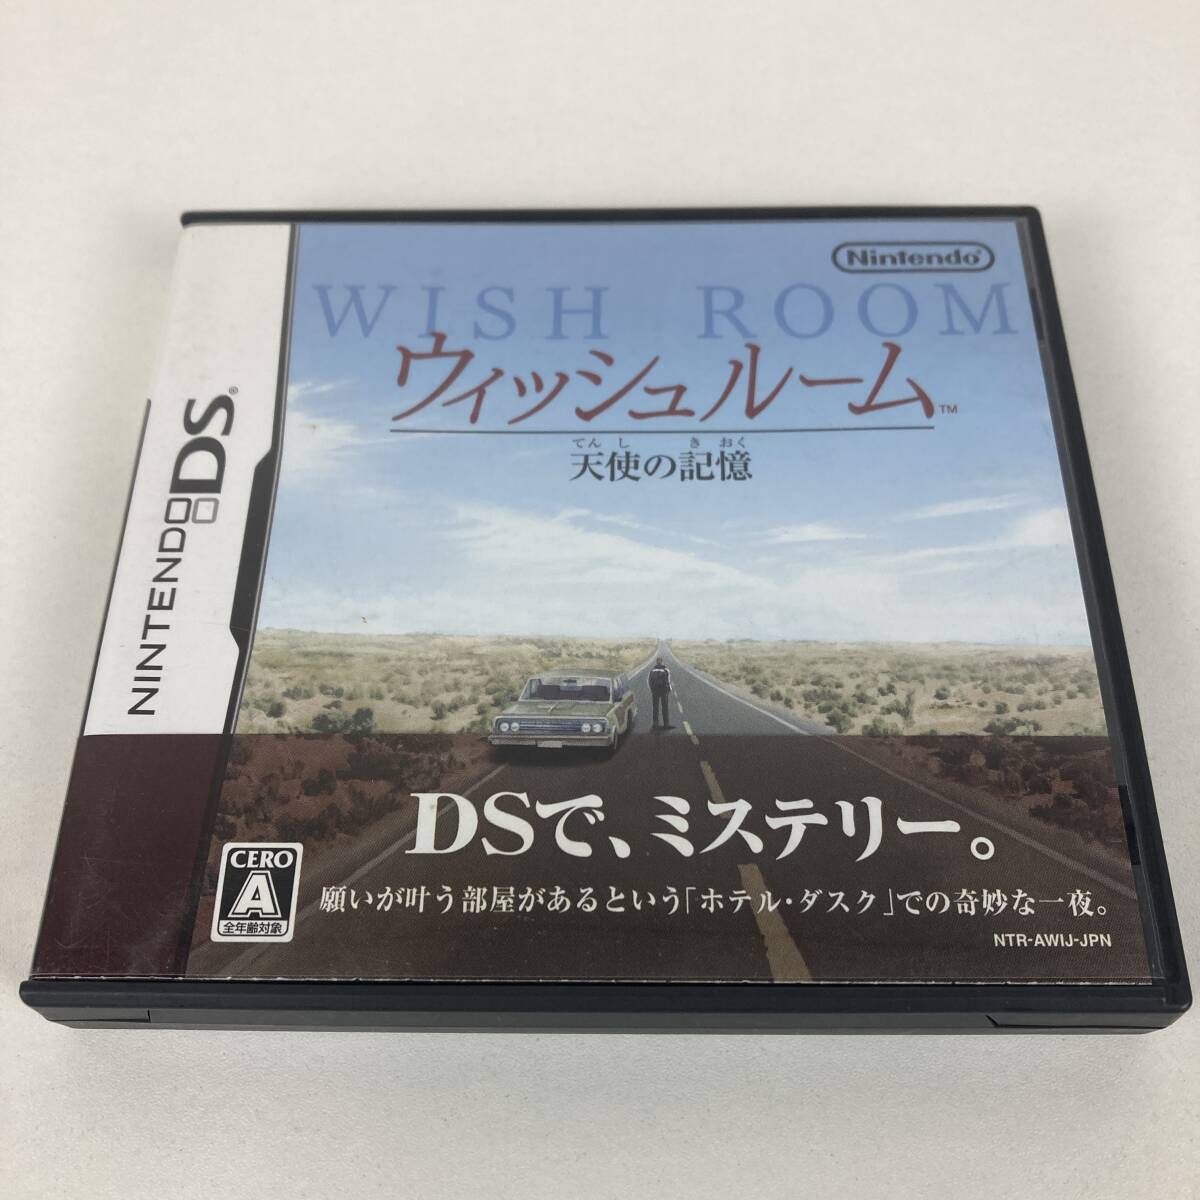 Nintendo®
WISH ROOM
ウィッシュルーム™
てんし きおく
天使の記憶
NINTENDO DS®
DSで、ミステリー。
CERO
A
全年齢対象
願いが叶う部屋があるという「ホテル・ダスク」での奇妙な一夜。
NTR-AWIJ-JPN